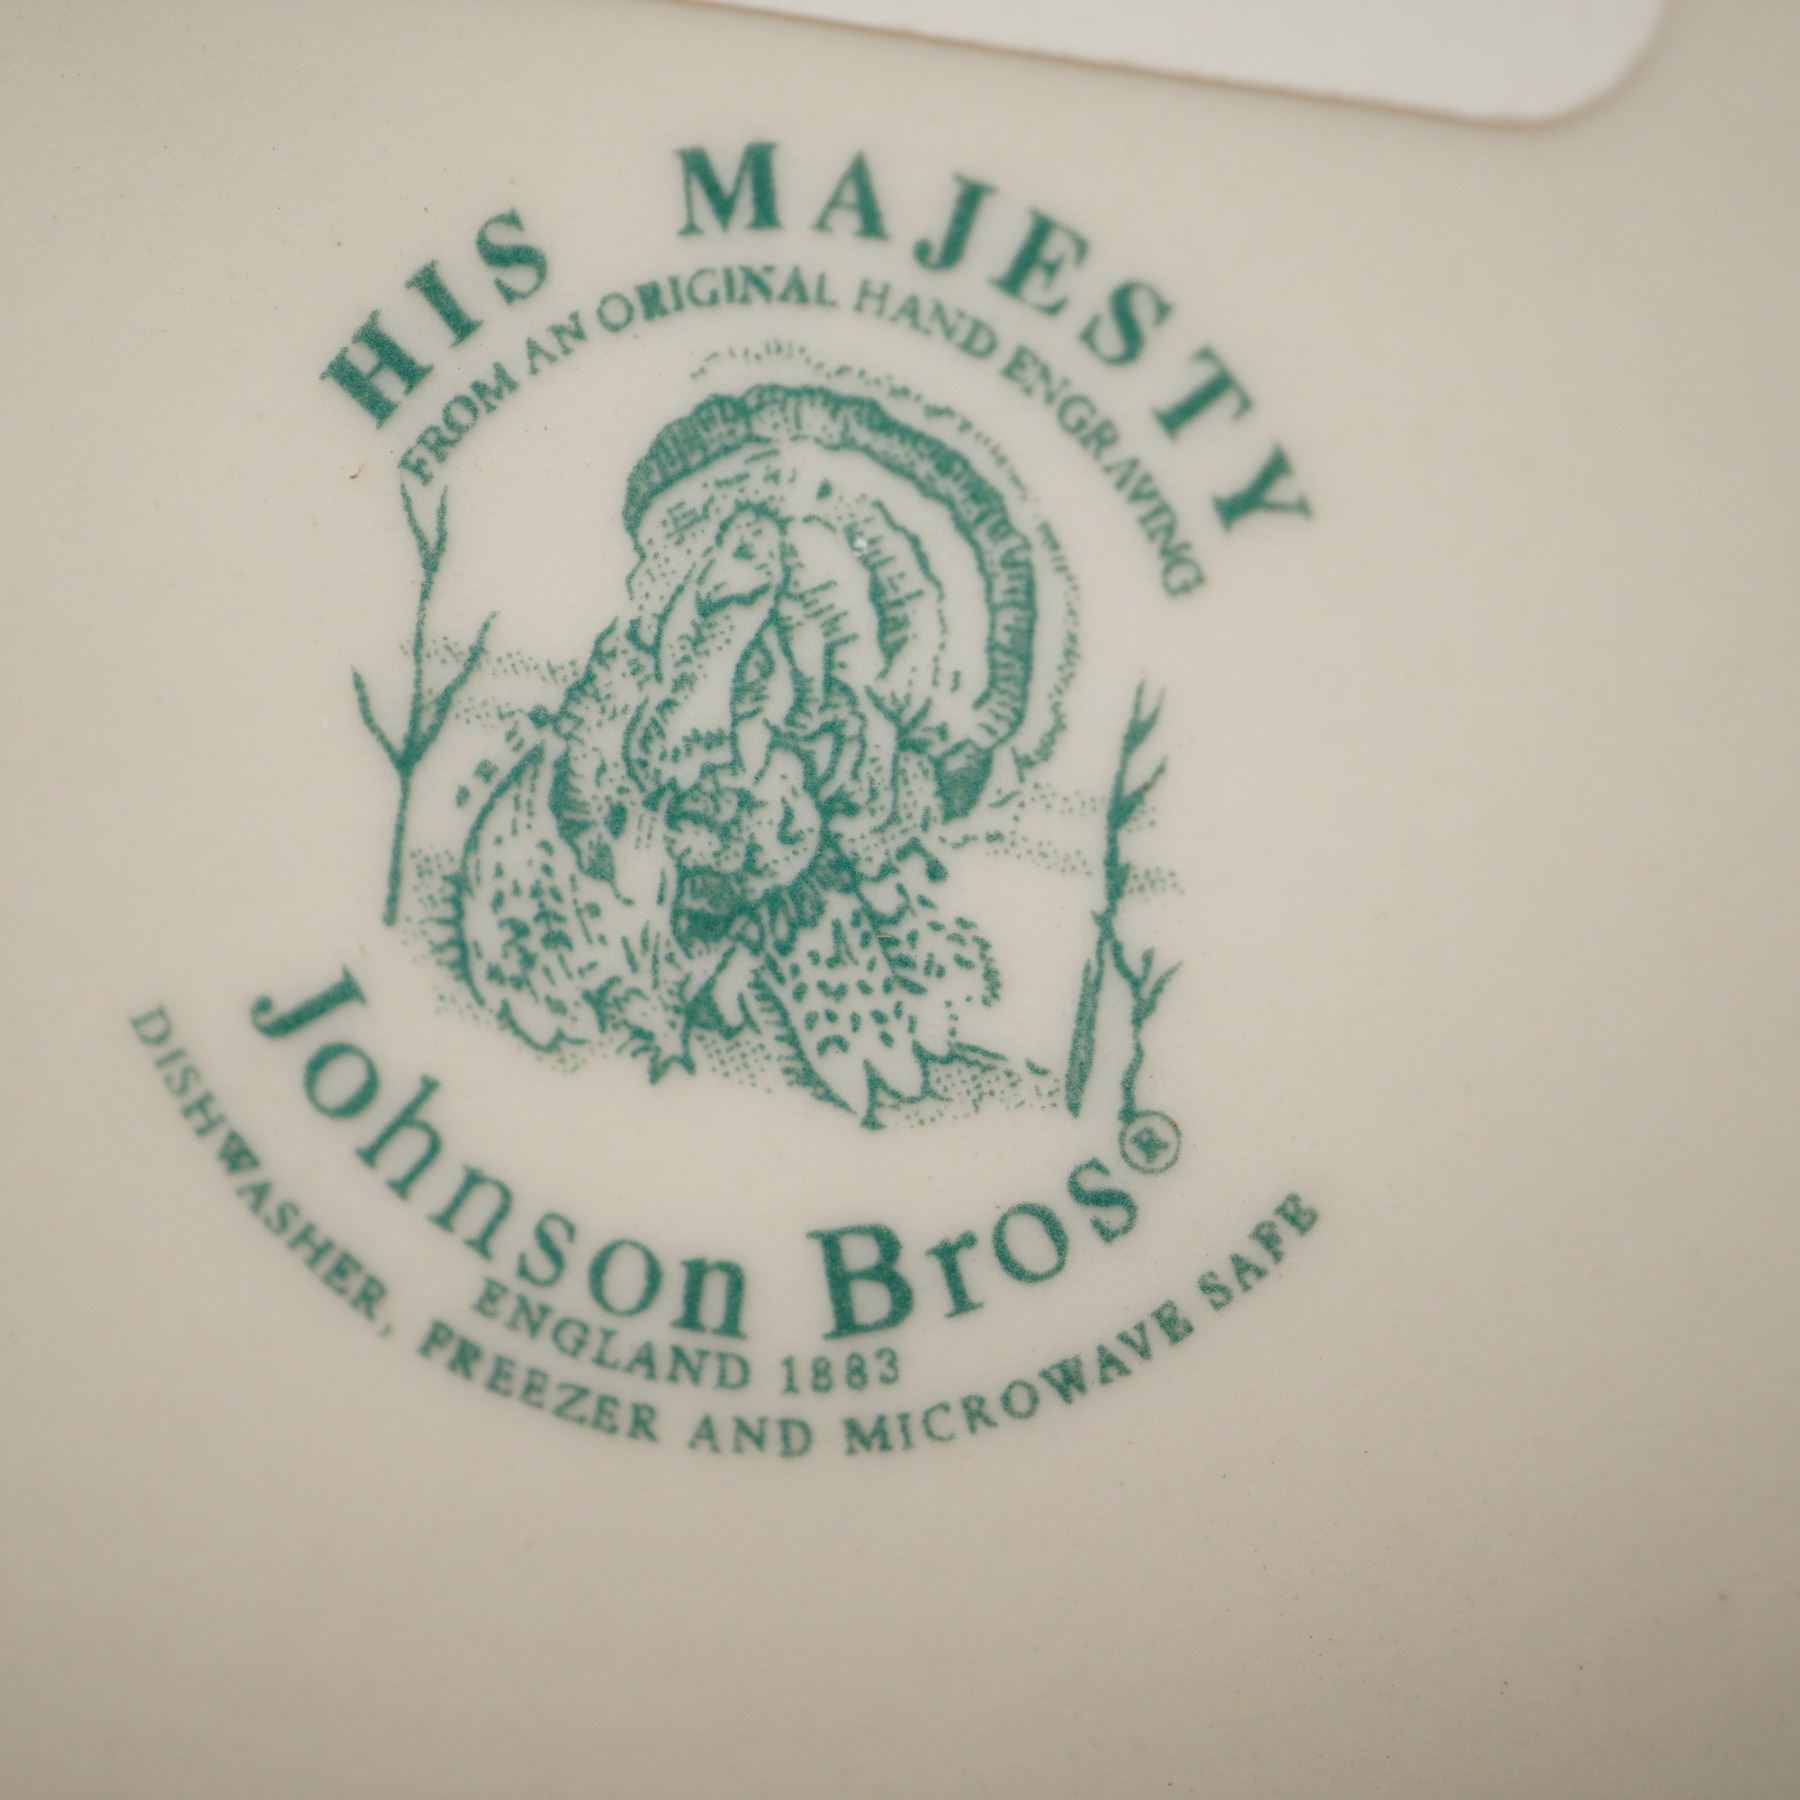 HIS MAJESTY
FROM AN ORIGINAL HAND ENGRAVING
Johnson Bros®
ENGLAND 1883
DISHWASHER, FREEZER AND MICROWAVE SAFE